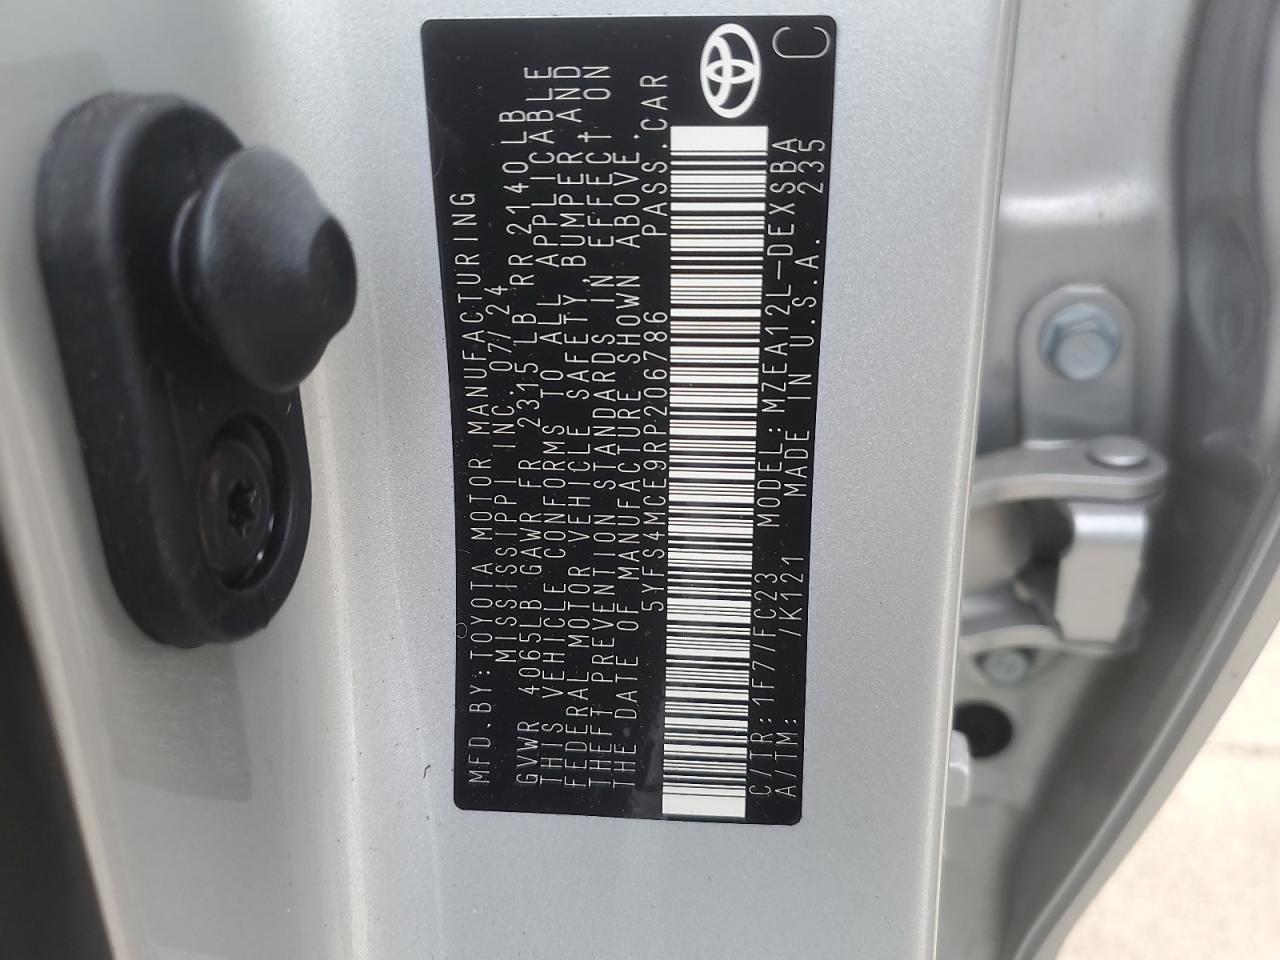 MFD.BY:TOYOTA MOTOR MANUFACTURING
MISSISSIPPI INC. 07/24
GVWR 4065LB GAWR FR 2315LB RR 2140LB
THIS VEHICLE CONFORMS TO ALL APPLICABLE
FEDERAL MOTOR VEHICLE SAFETY, BUMPER, AND
THEFT PREVENTION STANDARDS IN EFFECT ON
THE DATE OF MANUFACTURE SHOWN ABOVE.
5YFS4MCE9RP206786 PASS.CAR
C/TR:1F7/FC23 MODEL:MZEA12L-DEXSBA
A/TM: /K121 MADE IN U.S.A. 235
C